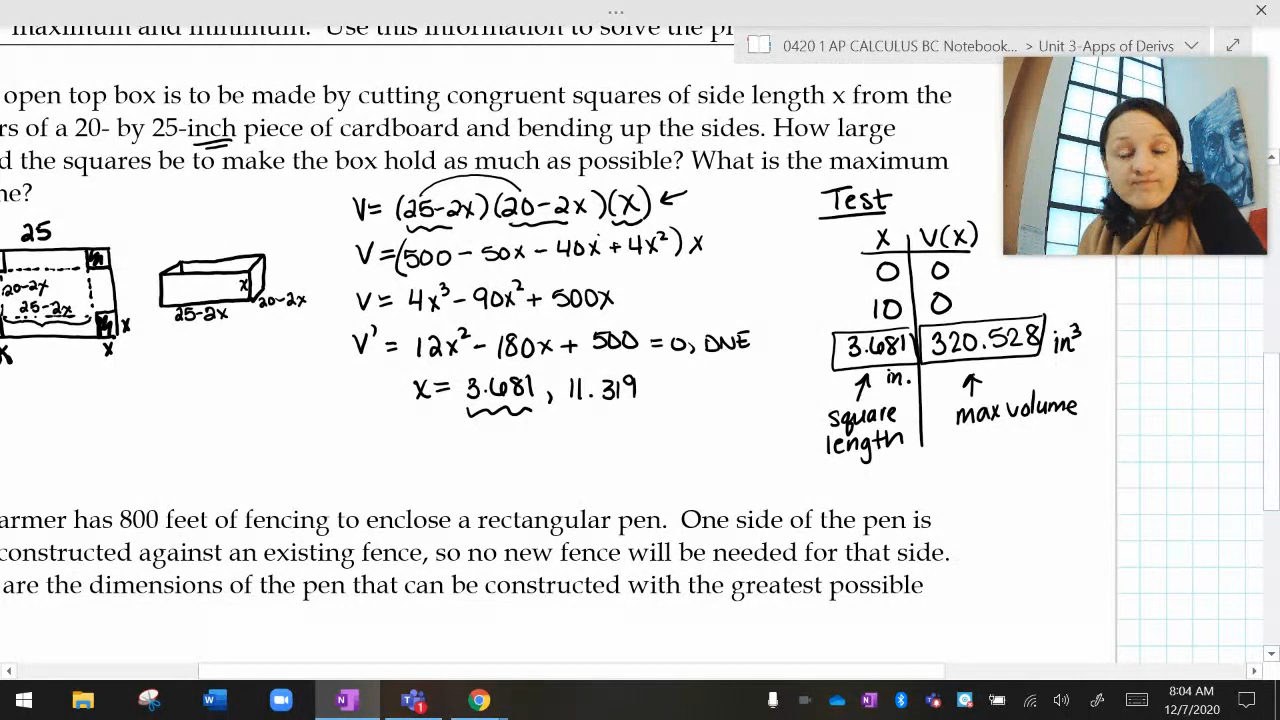 maximum and minimum. Use this information to solve the pr
0420 1 AP CALCULUS BC Notebook... > Unit 3-Apps of Derivs
open top box is to be made by cutting congruent squares of side length x from the
rs of a 20- by 25-inch piece of cardboard and bending up the sides. How large
d the squares be to make the box hold as much as possible? What is the maximum
ne?
25
20-2x
25-2x
x
x
x
x
20-2x
25-2x
V= (25-2x)(20-2x)(x)
V=(500 - 50x - 40x + 4x²) x
V= 4x³ - 90x² + 500x
V' = 12x² - 180x + 500 = 0, DNE
x = 3.681, 11.319
Test
x V(x)
0 0
10 0
3.681 320.528 in³
in.
square length
max volume
armer has 800 feet of fencing to enclose a rectangular pen. One side of the pen is
constructed against an existing fence, so no new fence will be needed for that side.
are the dimensions of the pen that can be constructed with the greatest possible
8:04 AM
12/7/2020